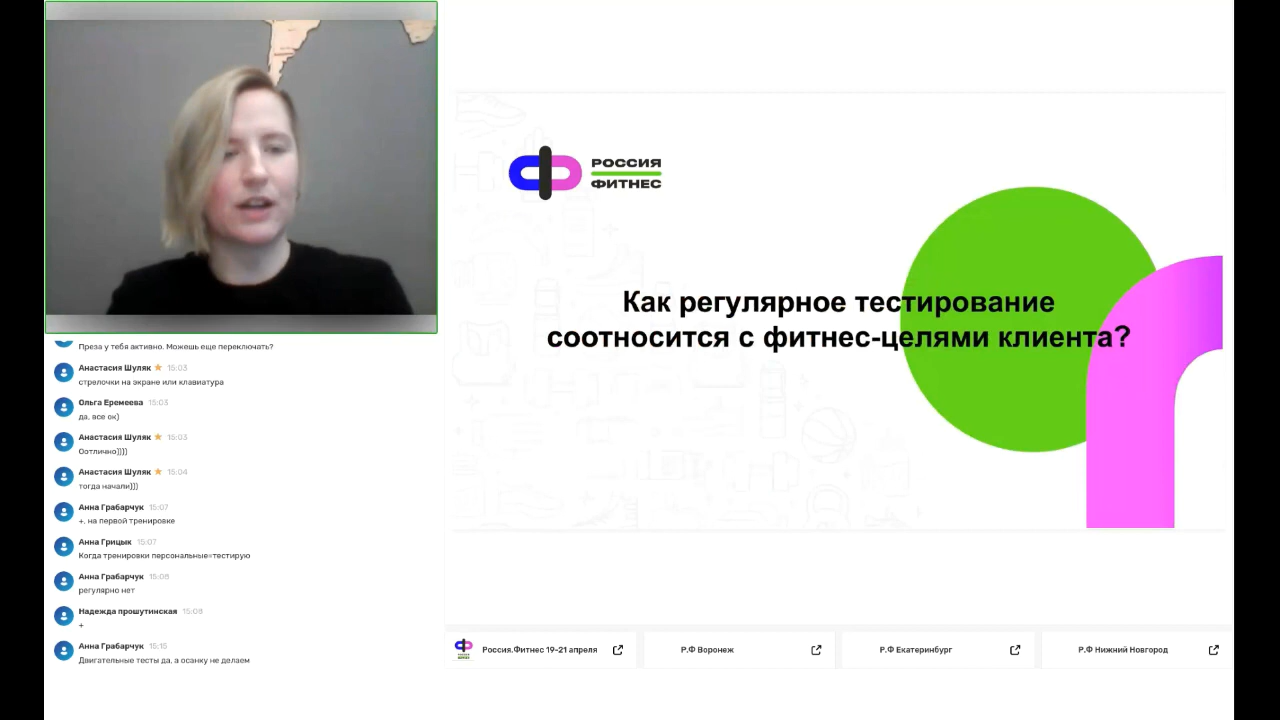 РОССИЯ
ФИТНЕС
Как регулярное тестирование
соотносится с фитнес-целями клиента?
Преза у тебя активно. Можешь еще переключать?
Анастасия Шуляк 15:03
стрелочки на экране или клавиатура
Ольга Еремеева 15:03
да, все ок)
Анастасия Шуляк 15:03
Оотлично))))
Анастасия Шуляк 15:04
тогда начали)))
Анна Грабарчук 15:07
+, на первой тренировке
Анна Грицык 15:07
Когда тренировки персональные=тестирую
Анна Грабарчук 15:08
регулярно нет
Надежда прошутинская 15:08
+
Анна Грабарчук 15:15
Двигательные тесты да, а осанку не делаем
Россия.Фитнес 19-21 апреля
Р.Ф Воронеж
Р.Ф Екатеринбург
Р.Ф Нижний Новгород